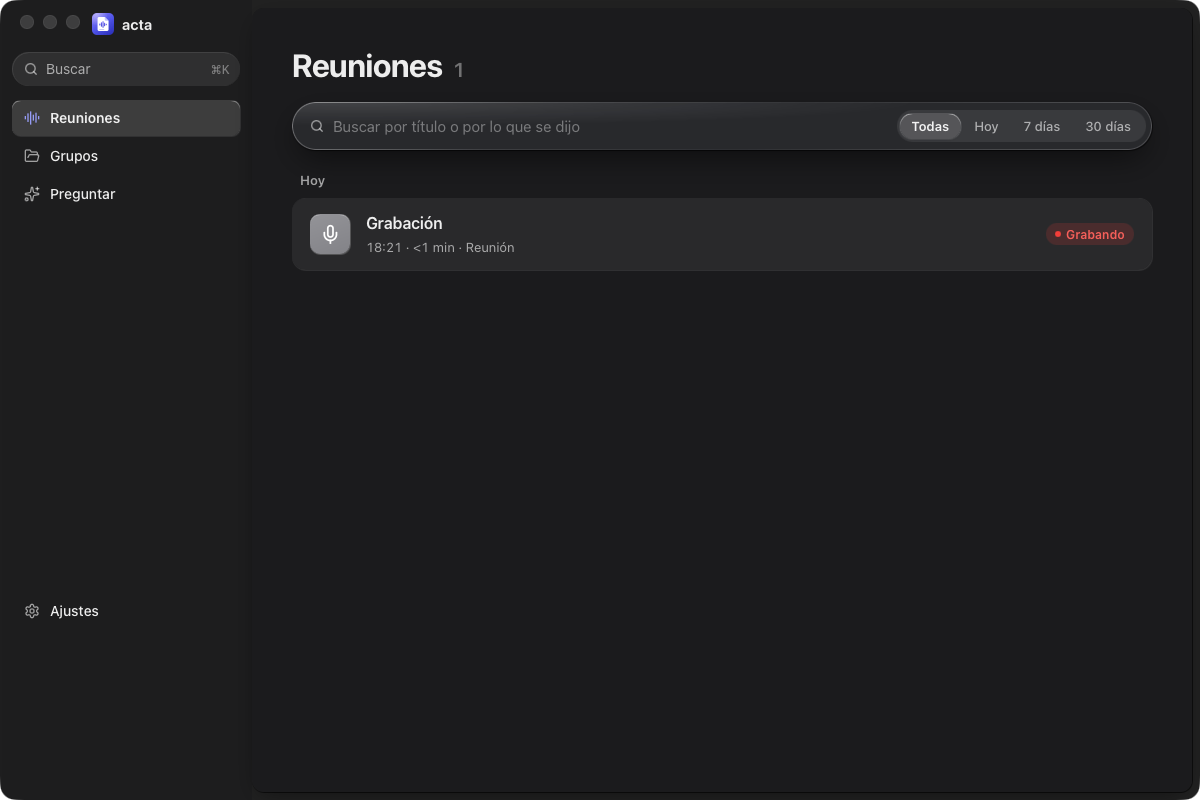 acta
Buscar ⌘K
Reuniones
Grupos
Preguntar
Ajustes
Reuniones 1
Buscar por título o por lo que se dijo
Todas Hoy 7 días 30 días
Hoy
Grabación
18:21 · <1 min · Reunión
Grabando